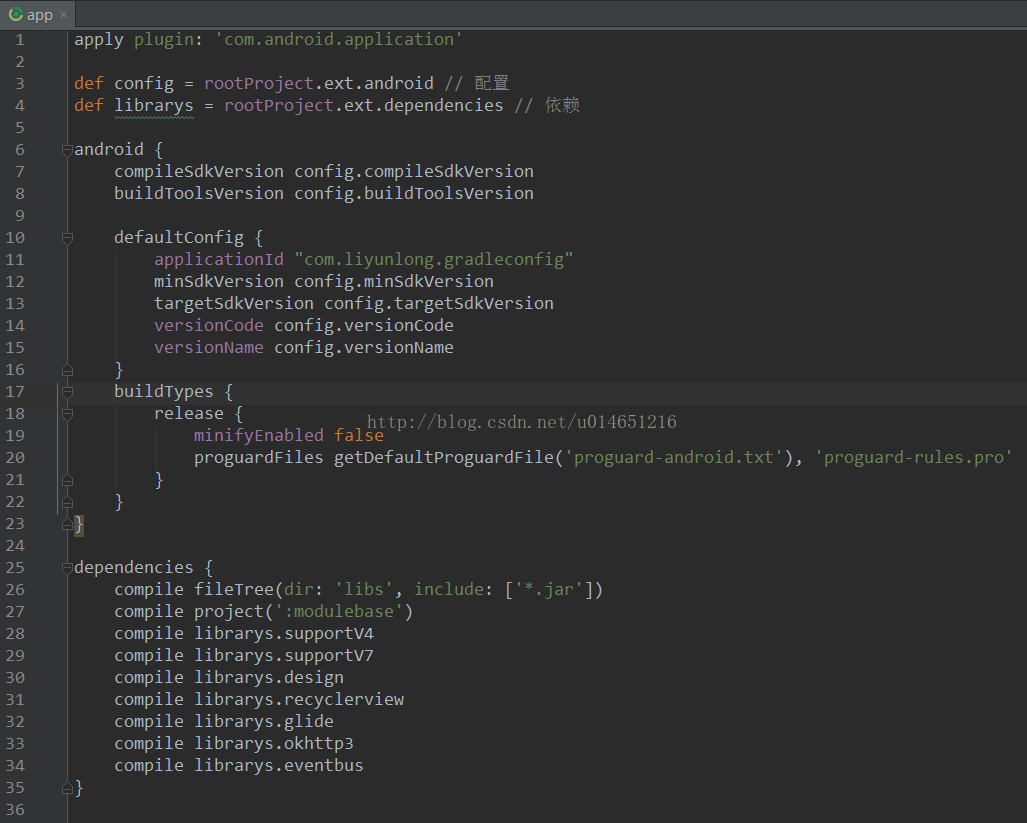 app
1 apply plugin: 'com.android.application'
2
3 def config = rootProject.ext.android // 配置
4 def librarys = rootProject.ext.dependencies // 依赖
5
6 android {
7 compileSdkVersion config.compileSdkVersion
8 buildToolsVersion config.buildToolsVersion
9
10 defaultConfig {
11 applicationId "com.liyunlong.gradleconfig"
12 minSdkVersion config.minSdkVersion
13 targetSdkVersion config.targetSdkVersion
14 versionCode config.versionCode
15 versionName config.versionName
16 }
17 buildTypes {
18 release {
http://blog.csdn.net/u014651216
19 minifyEnabled false
20 proguardFiles getDefaultProguardFile('proguard-android.txt'), 'proguard-rules.pro'
21 }
22 }
23 }
24
25 dependencies {
26 compile fileTree(dir: 'libs', include: ['*.jar'])
27 compile project(':modulebase')
28 compile librarys.supportV4
29 compile librarys.supportV7
30 compile librarys.design
31 compile librarys.recyclerview
32 compile librarys.glide
33 compile librarys.okhttp3
34 compile librarys.eventbus
35 }
36